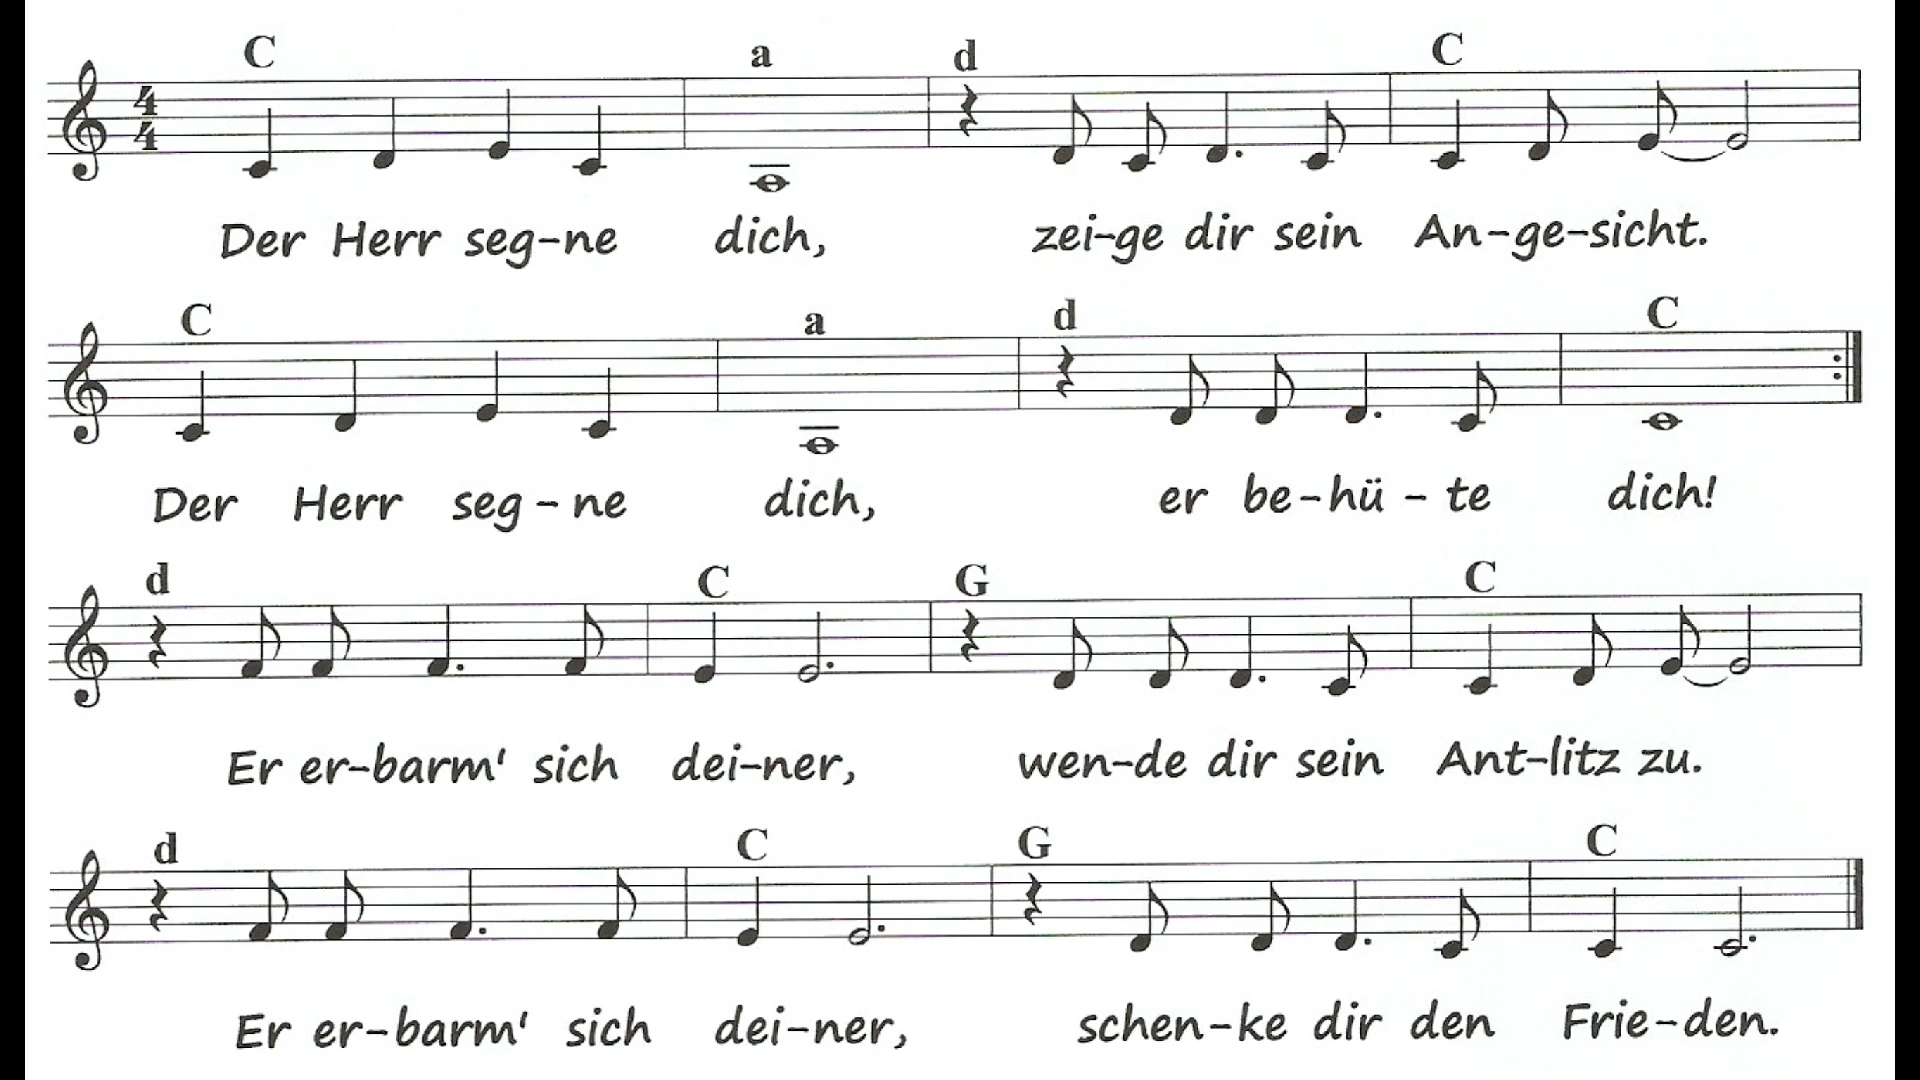 C a d C
4
4
Der Herr seg-ne dich, zei-ge dir sein An-ge-sicht.
C a d C
Der Herr seg-ne dich, er be-hü-te dich!
d C G C
Er er-barm' sich dei-ner, wen-de dir sein Ant-litz zu.
d C G C
Er er-barm' sich dei-ner, schen-ke dir den Frie-den.